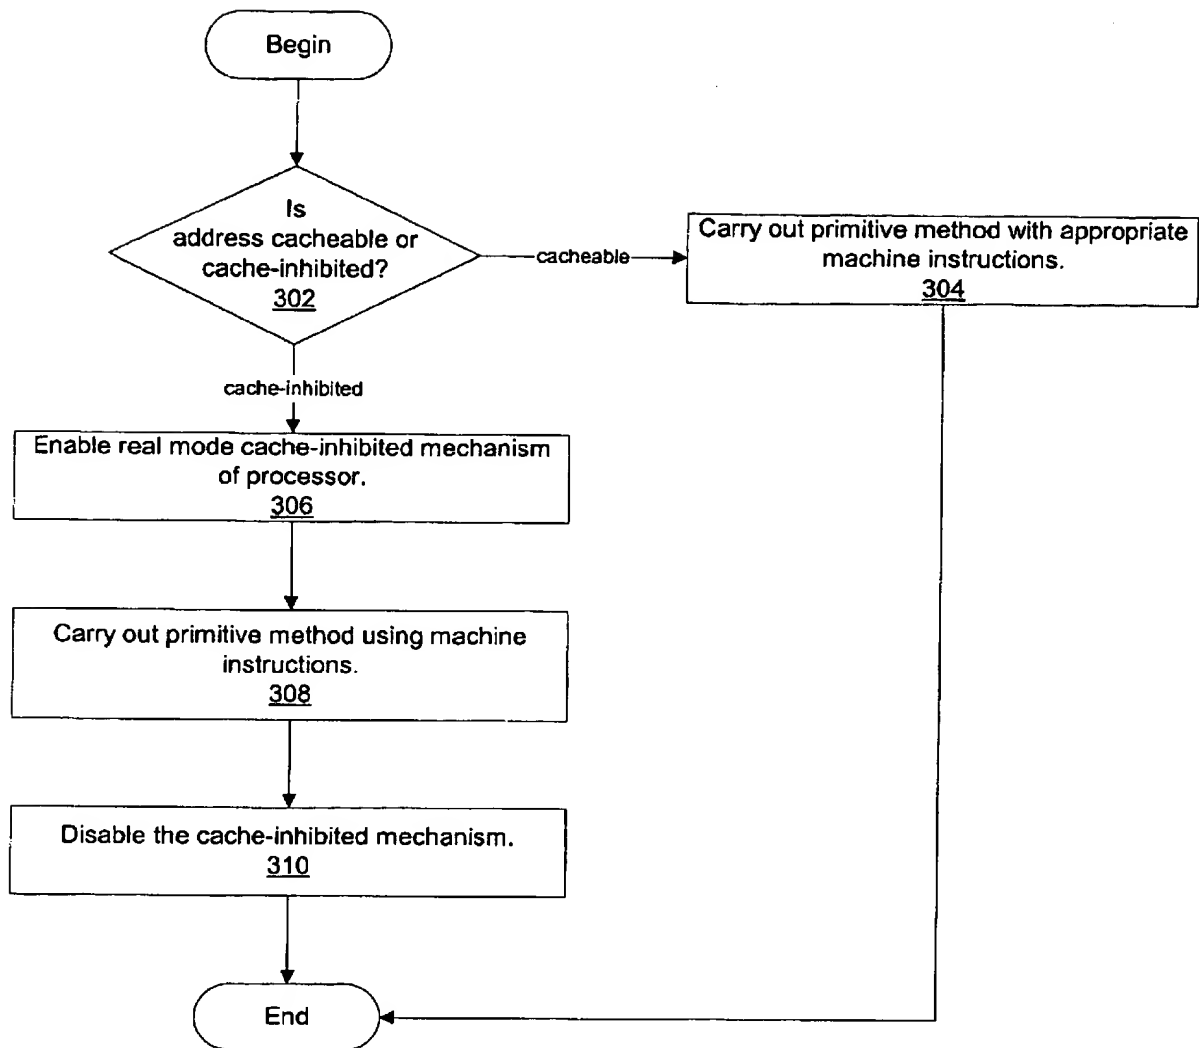 Begin
Is
address cacheable or
cache-inhibited?
302
cacheable
Carry out primitive method with appropriate
machine instructions.
304
cache-inhibited
Enable real mode cache-inhibited mechanism
of processor.
306
Carry out primitive method using machine
instructions.
308
Disable the cache-inhibited mechanism.
310
End